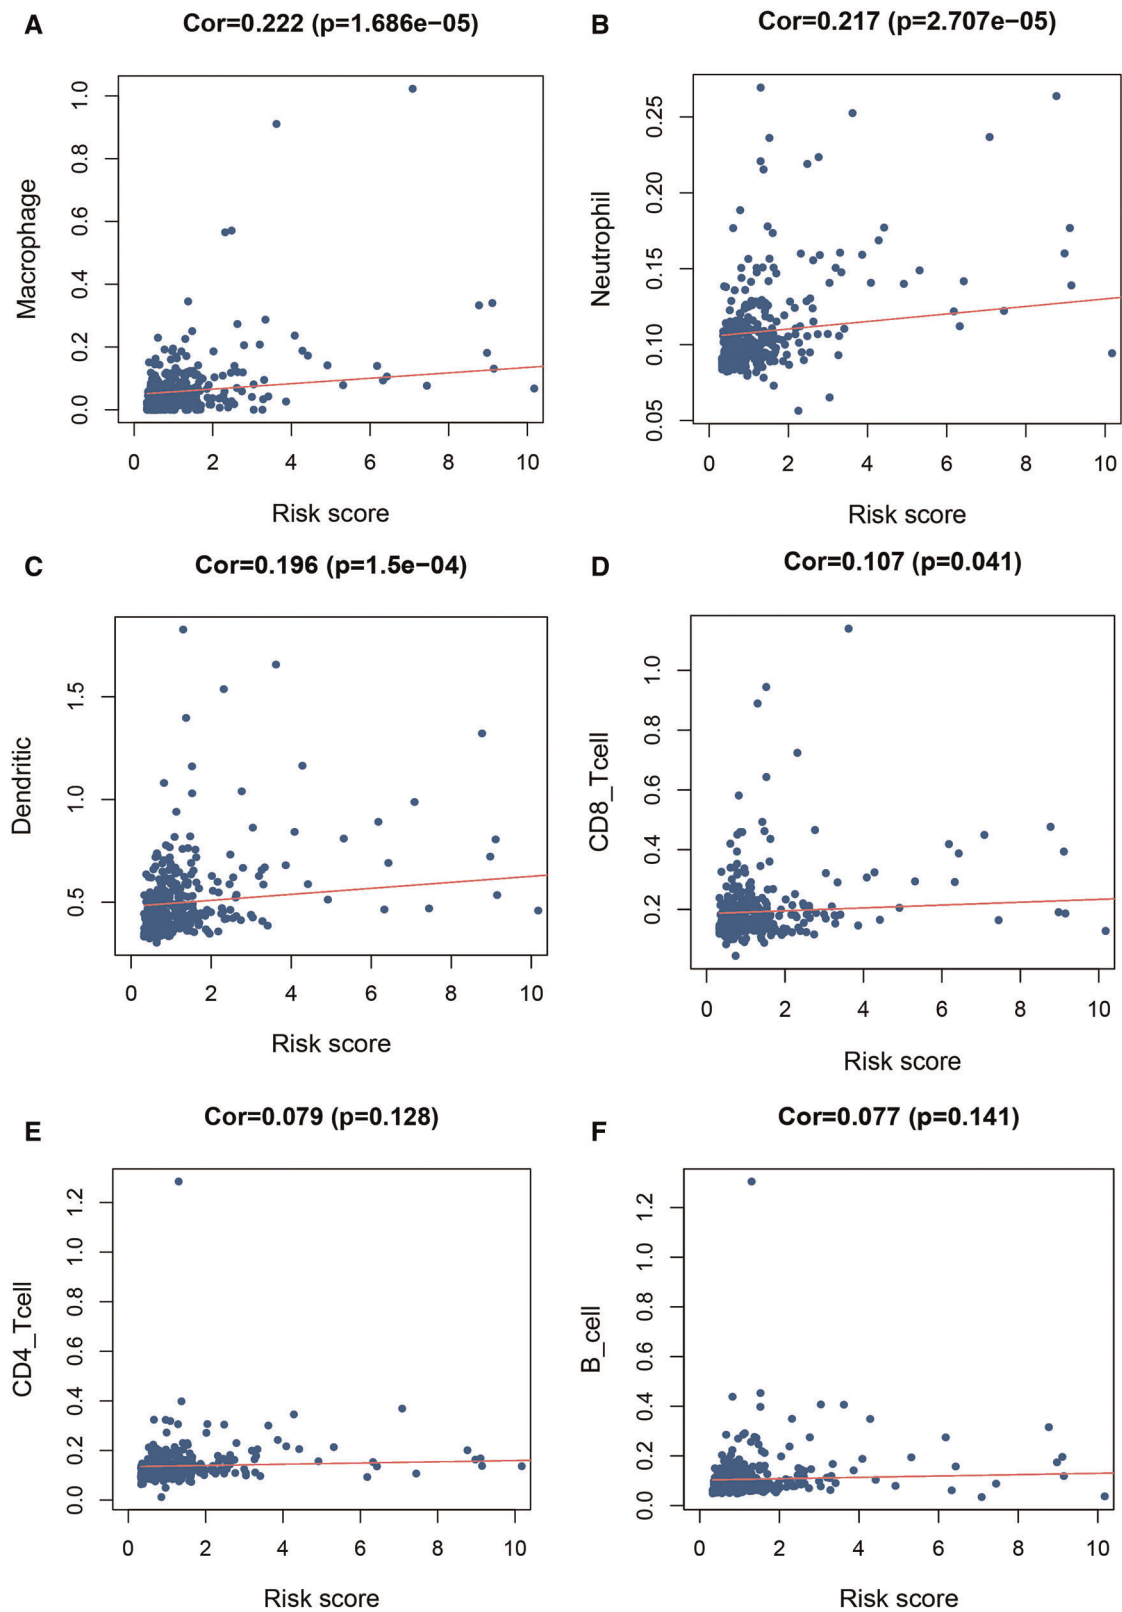 A
Cor=0.222 (p=1.686e−05)
Macrophage
1.0
0.8
0.6
0.4
0.2
0.0
0 2 4 6 8 10
Risk score
B
Cor=0.217 (p=2.707e−05)
Neutrophil
0.25
0.20
0.15
0.10
0.05
0 2 4 6 8 10
Risk score
C
Cor=0.196 (p=1.5e−04)
Dendritic
1.5
1.0
0.5
0 2 4 6 8 10
Risk score
D
Cor=0.107 (p=0.041)
CD8_Tcell
1.0
0.8
0.6
0.4
0.2
0 2 4 6 8 10
Risk score
E
Cor=0.079 (p=0.128)
CD4_Tcell
1.2
1.0
0.8
0.6
0.4
0.2
0.0
0 2 4 6 8 10
Risk score
F
Cor=0.077 (p=0.141)
B_cell
1.2
1.0
0.8
0.6
0.4
0.2
0.0
0 2 4 6 8 10
Risk score